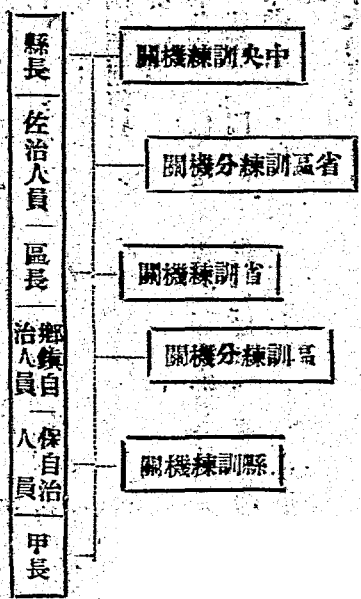 縣長
佐治人員
區長
鄉鎮自
治人員
保自治
人員
甲長
中央訓練機關
省區訓練分機關
省訓練機關
區訓練分機關
縣訓練機關